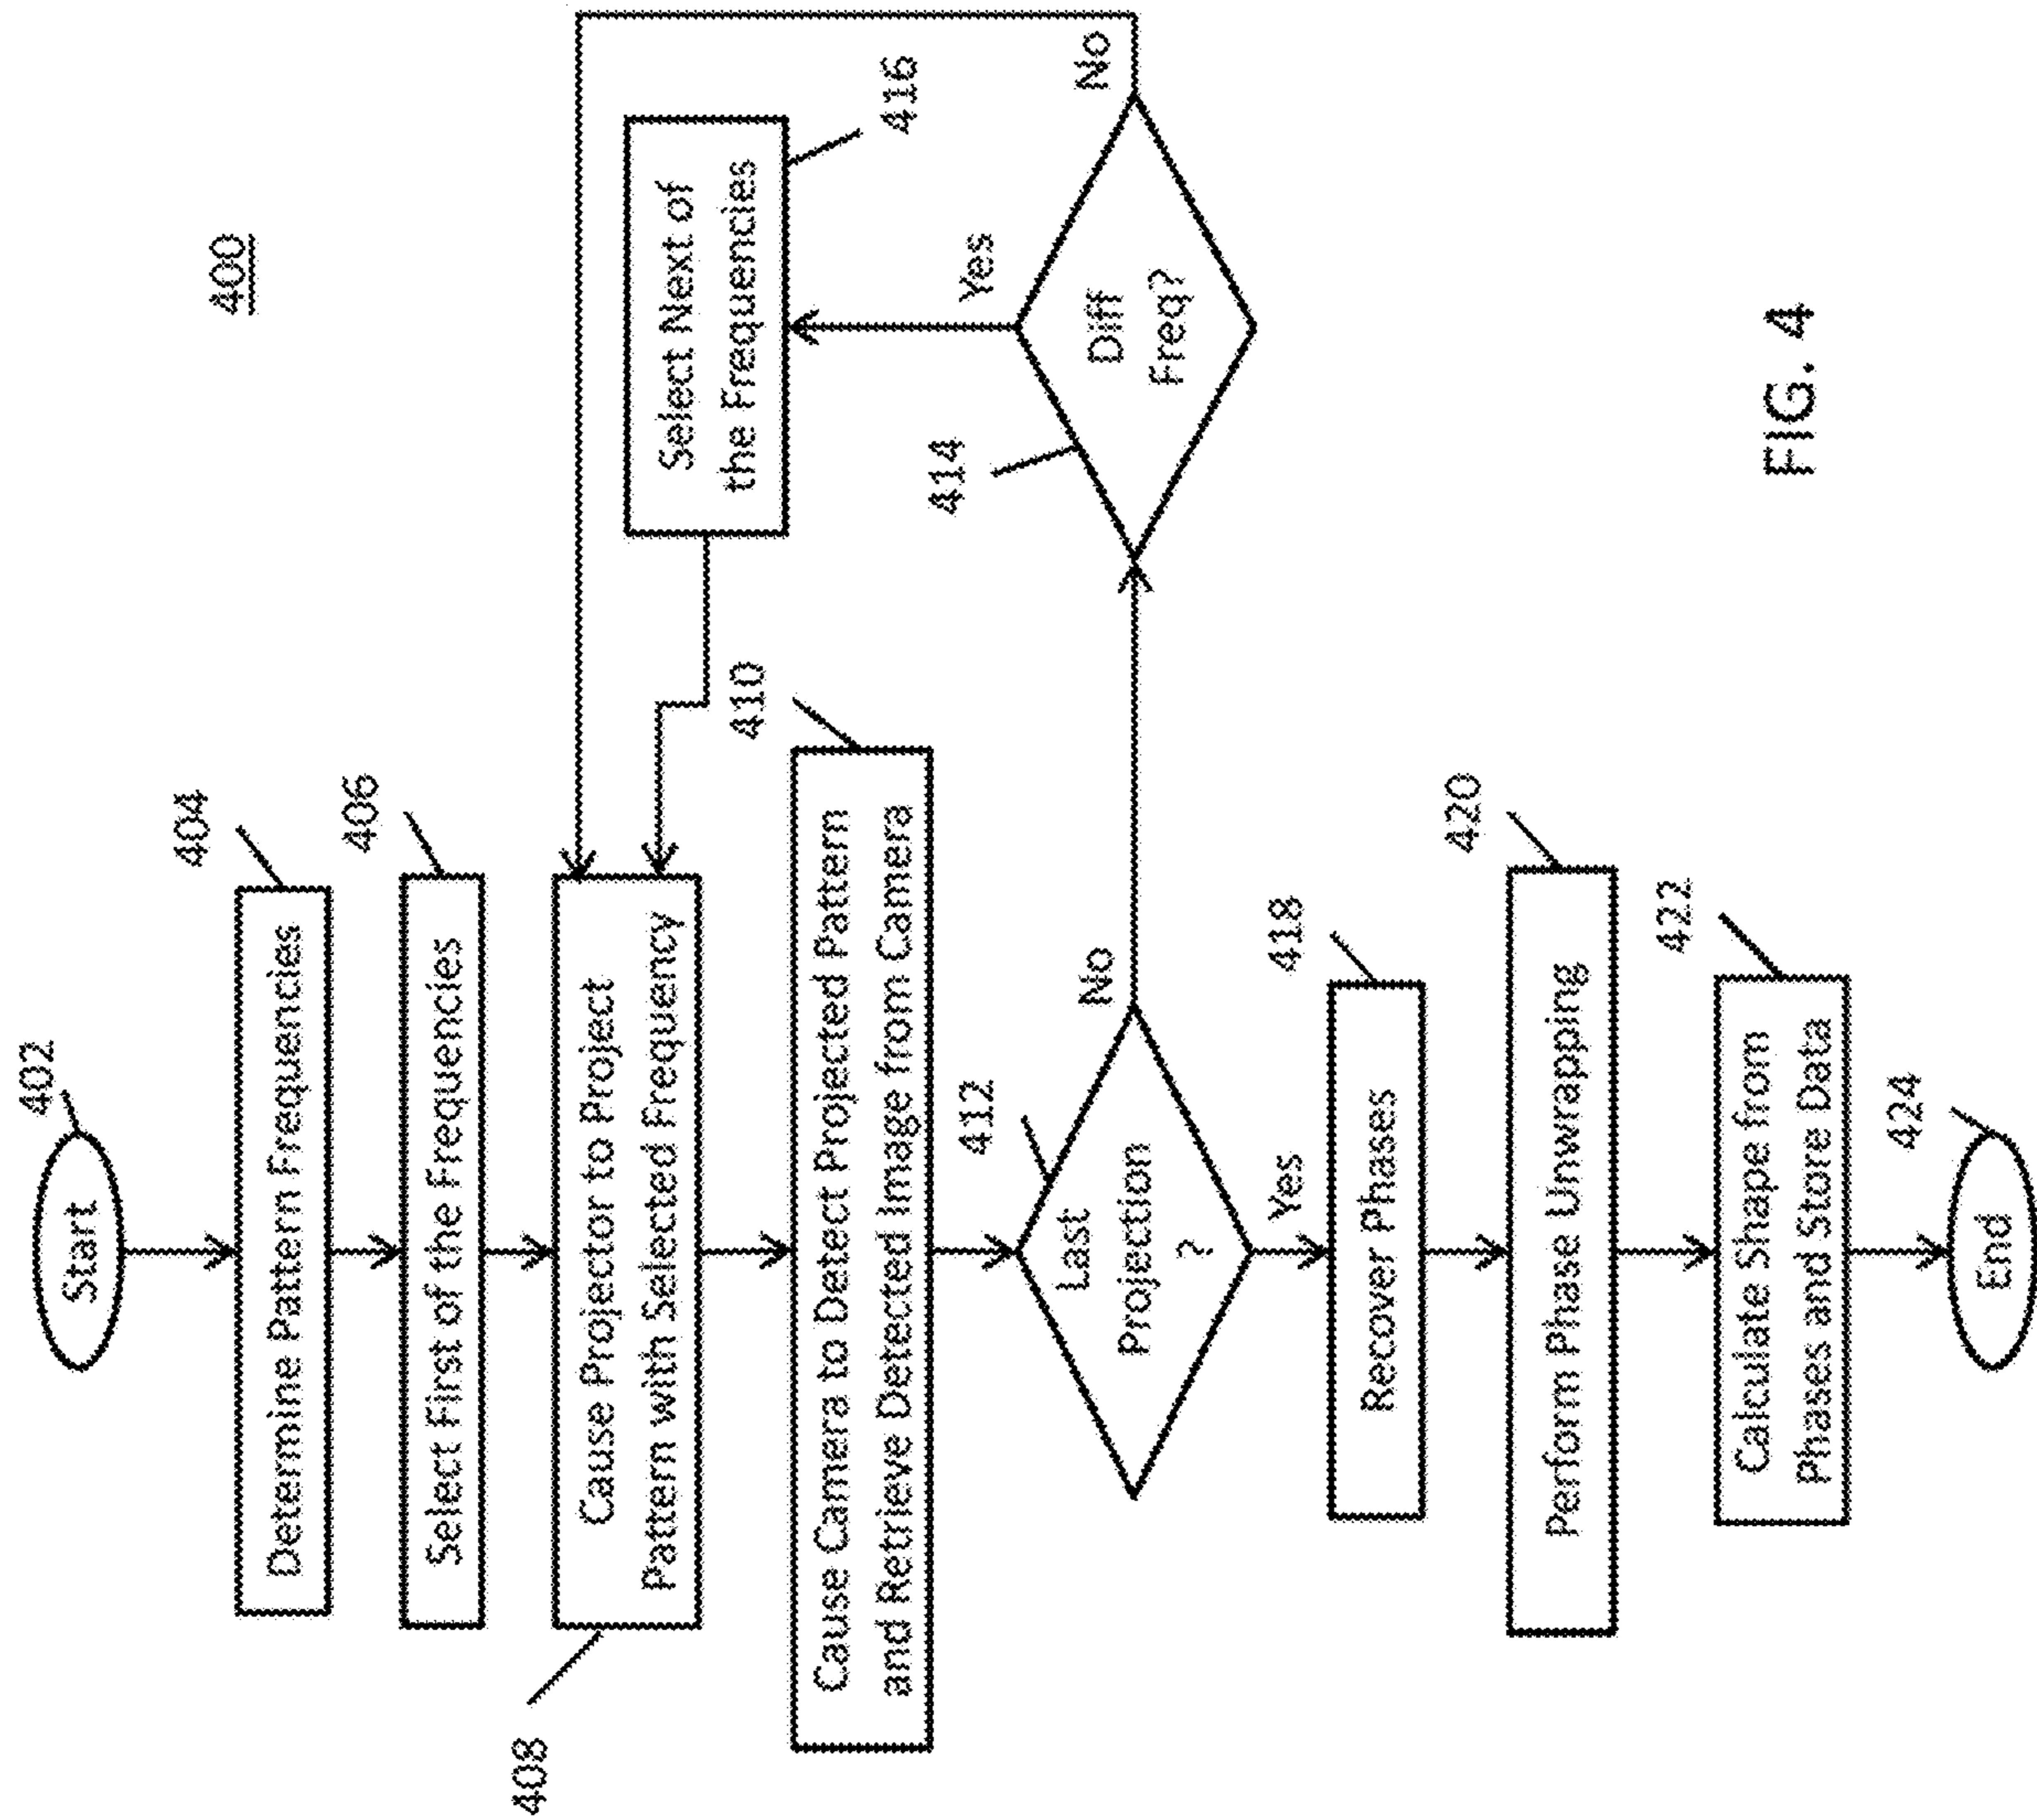 400
402
Start
404
Determine Pattern Frequencies
406
Select First of the Frequencies
408
Cause Projector to Project
Pattern with Selected Frequency
410
Cause Camera to Detect Projected Pattern
and Retrieve Detected Image from Camera
412
Last
Projection
?
No
Yes
414
Diff
Freq?
No
Yes
416
Select Next of
the Frequencies
418
Recover Phases
420
Perform Phase Unwrapping
422
Calculate Shape from
Phases and Store Data
424
End
FIG. 4